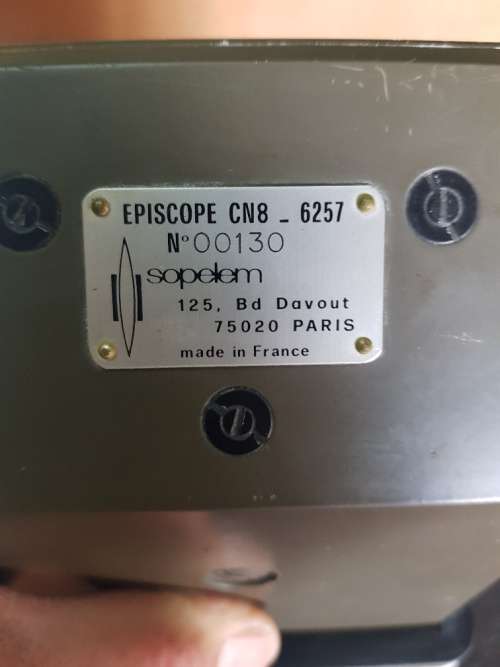 EPISCOPE CN8 - 6257
N° 00130
sopelem
125, Bd Davout
75020 PARIS
made in France